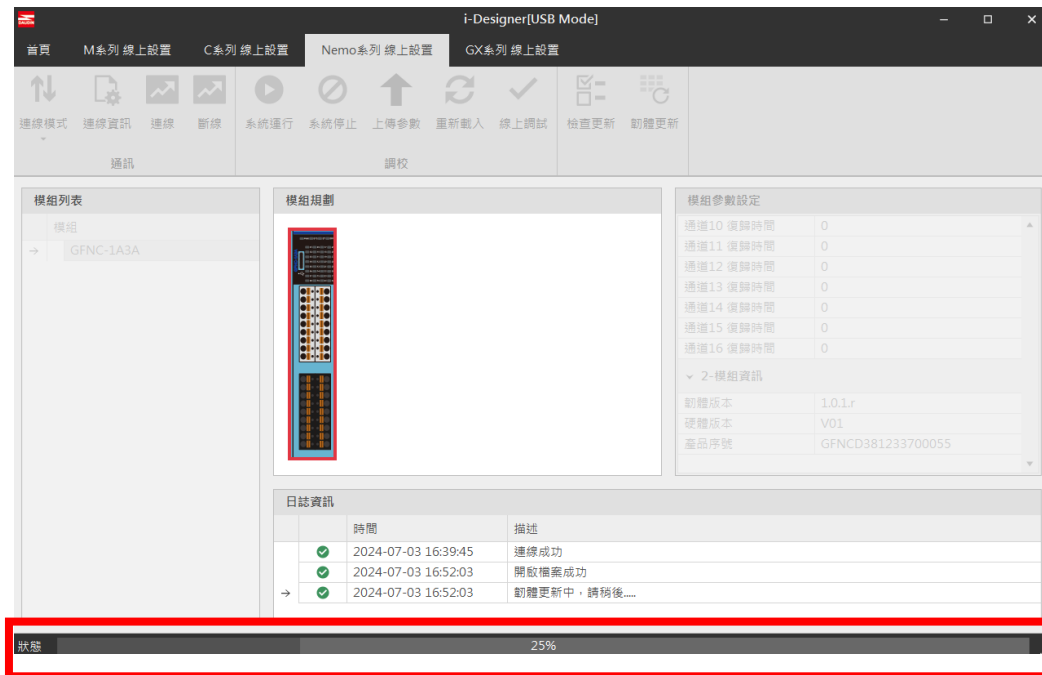 i-Designer[USB Mode]
首頁 M系列 線上設置 C系列 線上設置 Nemo系列 線上設置 GX系列 線上設置
連線模式 連線資訊 連線 斷線 系統運行 系統停止 上傳參數 重新載入 線上調試 檢查更新 韌體更新
通訊 調校
模組列表
模組
GFNC-1A3A
模組規劃
模組參數設定
通道10 復歸時間 0
通道11 復歸時間 0
通道12 復歸時間 0
通道13 復歸時間 0
通道14 復歸時間 0
通道15 復歸時間 0
通道16 復歸時間 0
2-模組資訊
韌體版本 1.0.1.r
硬體版本 V01
產品序號 GFNCD381233700055
日誌資訊
時間 描述
2024-07-03 16:39:45 連線成功
2024-07-03 16:52:03 開啟檔案成功
2024-07-03 16:52:03 韌體更新中，請稍後.....
狀態 25%